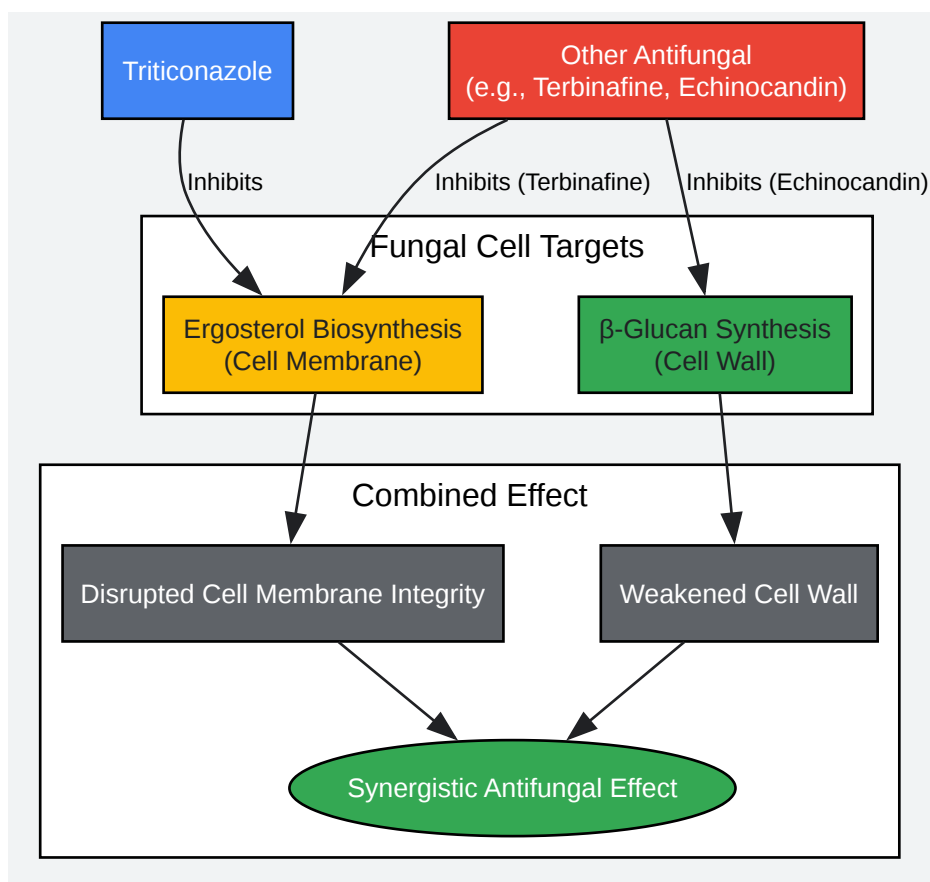 Triticonazole
Other Antifungal
(e.g., Terbinafine, Echinocandin)
Inhibits
Inhibits (Terbinafine)
Inhibits (Echinocandin)
Fungal Cell Targets
Ergosterol Biosynthesis
(Cell Membrane)
β-Glucan Synthesis
(Cell Wall)
Combined Effect
Disrupted Cell Membrane Integrity
Weakened Cell Wall
Synergistic Antifungal Effect